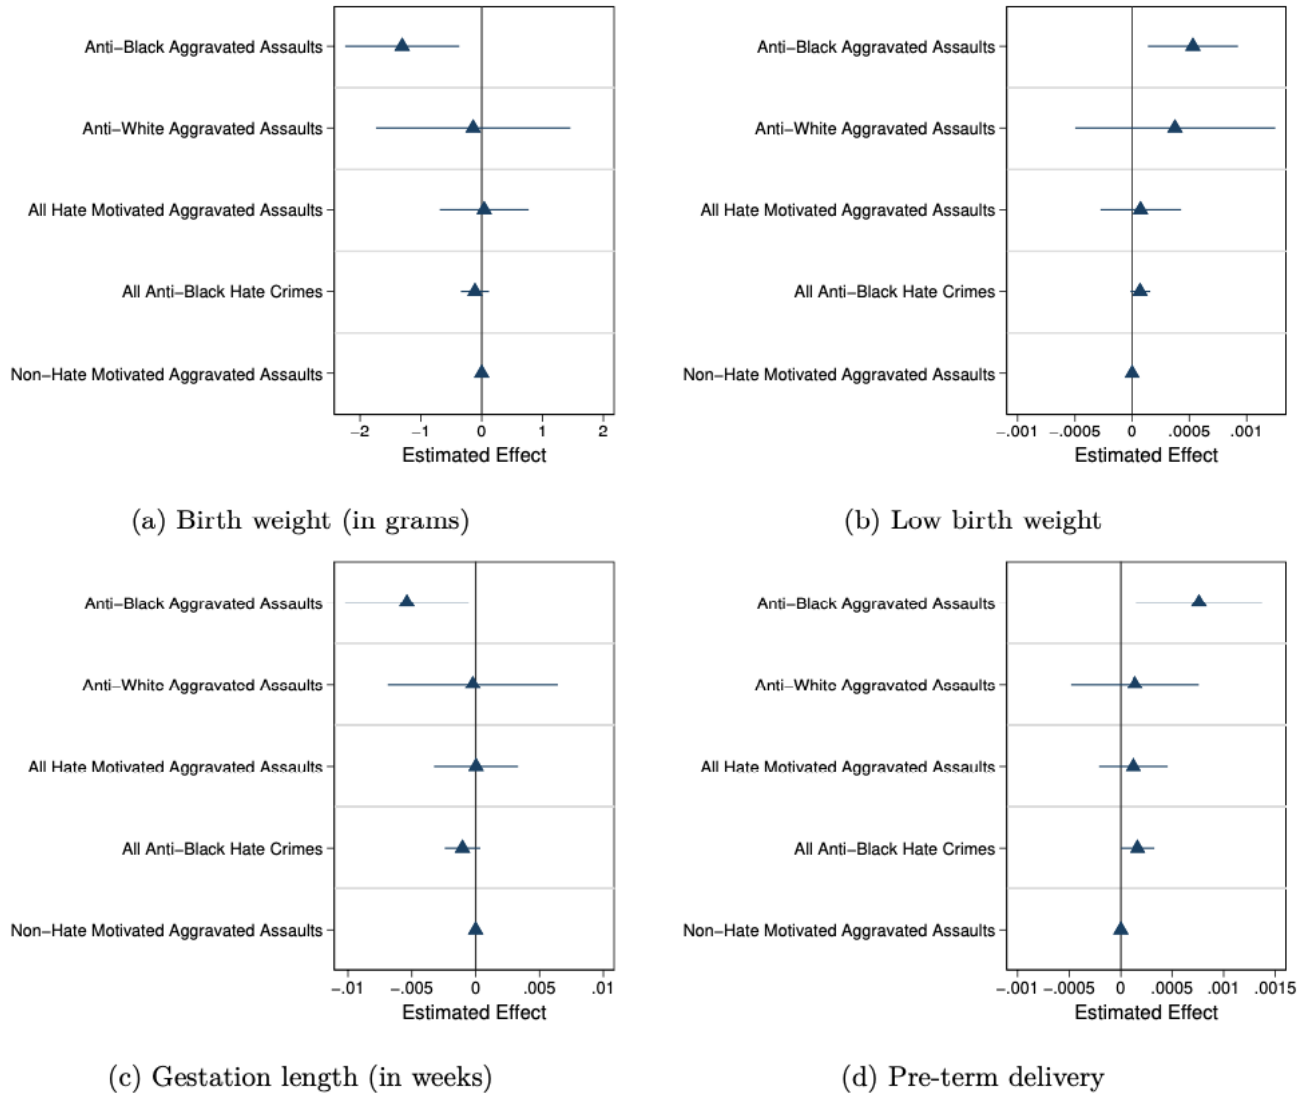 Anti−Black Aggravated Assaults
Anti−White Aggravated Assaults
All Hate Motivated Aggravated Assaults
All Anti−Black Hate Crimes
Non−Hate Motivated Aggravated Assaults
−2 −1 0 1 2
Estimated Effect
(a) Birth weight (in grams)
Anti−Black Aggravated Assaults
Anti−White Aggravated Assaults
All Hate Motivated Aggravated Assaults
All Anti−Black Hate Crimes
Non−Hate Motivated Aggravated Assaults
−.001 −.0005 0 .0005 .001
Estimated Effect
(b) Low birth weight
Anti−Black Aggravated Assaults
Anti−White Aggravated Assaults
All Hate Motivated Aggravated Assaults
All Anti−Black Hate Crimes
Non−Hate Motivated Aggravated Assaults
−.01 −.005 0 .005 .01
Estimated Effect
(c) Gestation length (in weeks)
Anti−Black Aggravated Assaults
Anti−White Aggravated Assaults
All Hate Motivated Aggravated Assaults
All Anti−Black Hate Crimes
Non−Hate Motivated Aggravated Assaults
−.001 −.0005 0 .0005 .001 .0015
Estimated Effect
(d) Pre-term delivery